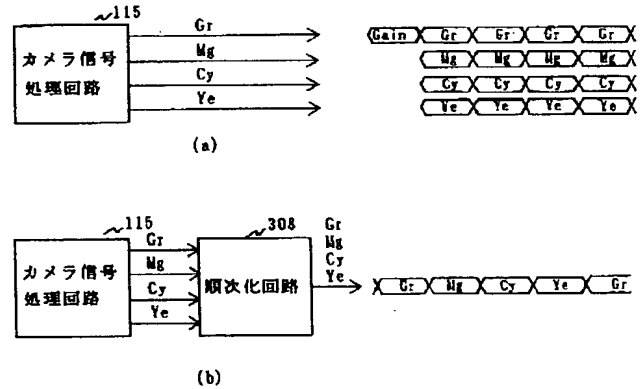 115
カメラ信号
処理回路
Gr
Mg
Cy
Ye
Gain Gr Gr Gr Gr
Mg Mg Mg Mg
Cy Cy Cy Cy
Ye Ye Ye Ye
(a)
115
カメラ信号
処理回路
Gr
Mg
Cy
Ye
308
順次化回路
Gr
Mg
Cy
Ye
Gr Mg Cy Ye Gr
(b)